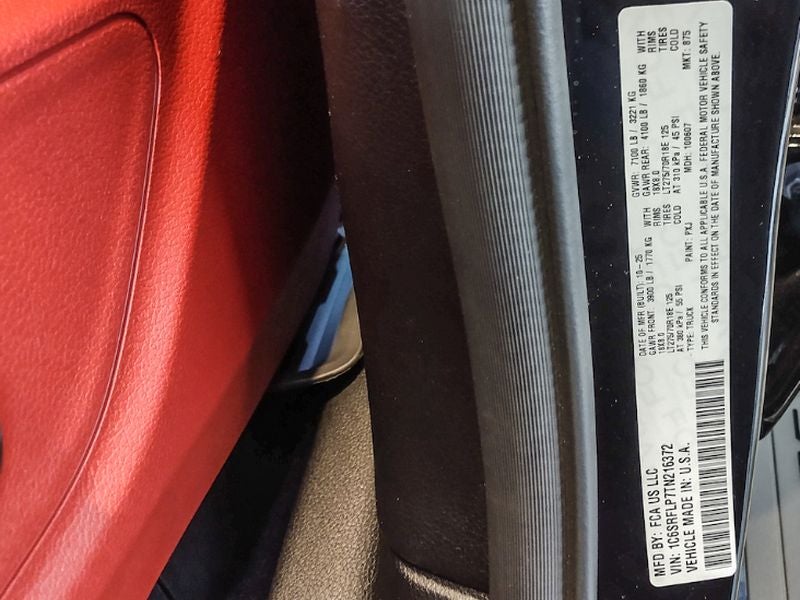 MFD BY: FCA US LLC
VIN: 1C6SRFLP7TN216372
VEHICLE MADE IN: U.S.A.
DATE OF MFR (BUILT): 10-25 GVWR: 7100 LB / 3221 KG
GAWR FRONT: 3900 LB / 1770 KG WITH GAWR REAR: 4100 LB / 1860 KG WITH
18X8.0 RIMS 18X8.0 RIMS
LT275/70R18E 125 TIRES LT275/70R18E 125 TIRES
AT 380 kPa / 55 PSI COLD AT 310 kPa / 45 PSI COLD
TYPE: TRUCK PAINT: PXJ MDH: 100607 MKT: 875
THIS VEHICLE CONFORMS TO ALL APPLICABLE U.S.A. FEDERAL MOTOR VEHICLE SAFETY
STANDARDS IN EFFECT ON THE DATE OF MANUFACTURE SHOWN ABOVE.